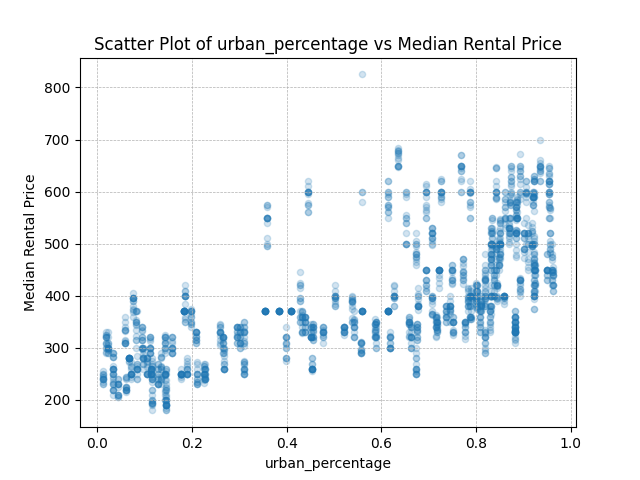 Scatter Plot of urban_percentage vs Median Rental Price
800
700
600
500
400
300
200
Median Rental Price
0.0 0.2 0.4 0.6 0.8 1.0
urban_percentage